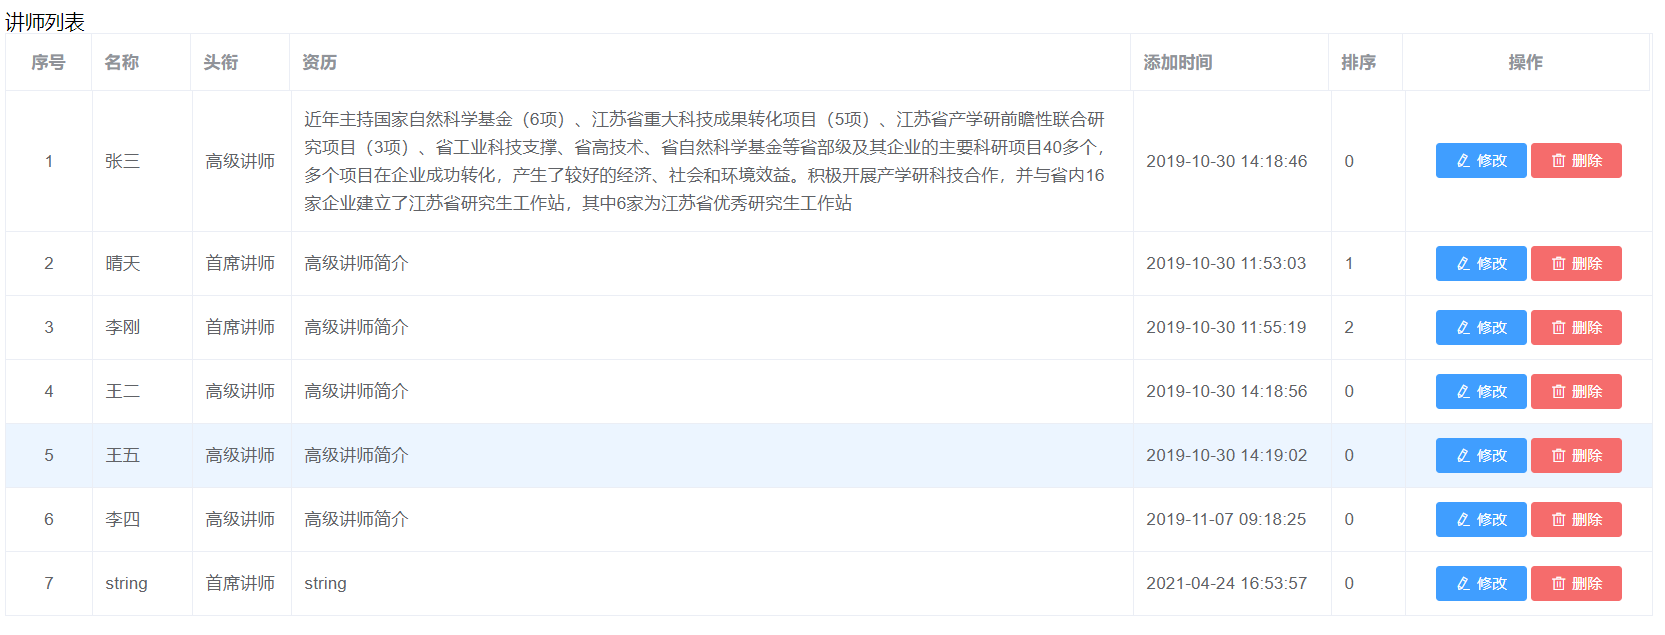 讲师列表
序号 名称 头衔 资历 添加时间 排序 操作
近年主持国家自然科学基金（6项）、江苏省重大科技成果转化项目（5项）、江苏省产学研前瞻性联合研
究项目（3项）、省工业科技支撑、省高技术、省自然科学基金等省部级及其企业的主要科研项目40多个，
1 张三 高级讲师 2019-10-30 14:18:46 0 修改 删除
多个项目在企业成功转化，产生了较好的经济、社会和环境效益。积极开展产学研科技合作，并与省内16
家企业建立了江苏省研究生工作站，其中6家为江苏省优秀研究生工作站
2 晴天 首席讲师 高级讲师简介 2019-10-30 11:53:03 1 修改 删除
3 李刚 首席讲师 高级讲师简介 2019-10-30 11:55:19 2 修改 删除
4 王二 高级讲师 高级讲师简介 2019-10-30 14:18:56 0 修改 删除
5 王五 高级讲师 高级讲师简介 2019-10-30 14:19:02 0 修改 删除
6 李四 高级讲师 高级讲师简介 2019-11-07 09:18:25 0 修改 删除
7 string 首席讲师 string 2021-04-24 16:53:57 0 修改 删除